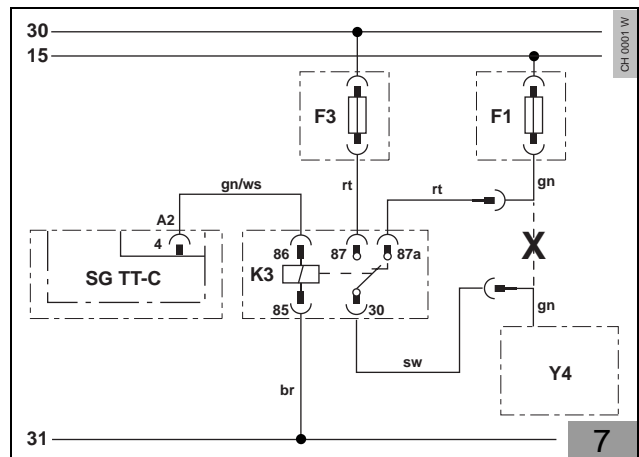 30
15
CH 0001 W
F3
F1
gn/ws
rt
rt
gn
A2
4
86
87
87a
X
SG TT-C
K3
85
30
gn
sw
Y4
br
31
7